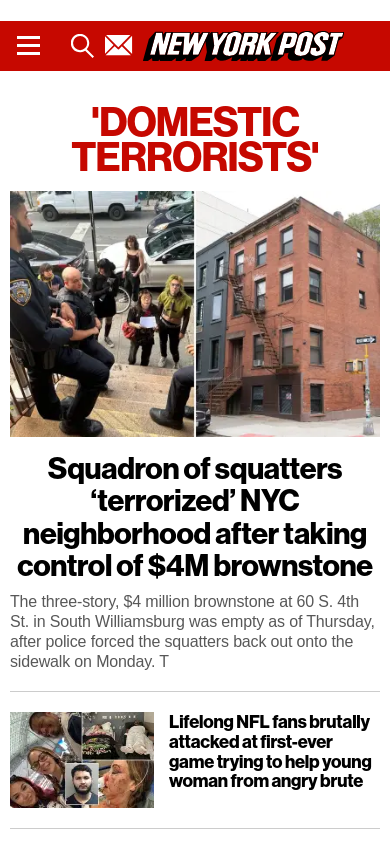 NEW YORK POST
'DOMESTIC
TERRORISTS'
ONE WAY
Squadron of squatters
‘terrorized’ NYC
neighborhood after taking
control of $4M brownstone
The three-story, $4 million brownstone at 60 S. 4th
St. in South Williamsburg was empty as of Thursday,
after police forced the squatters back out onto the
sidewalk on Monday. T
Lifelong NFL fans brutally
attacked at first-ever
game trying to help young
woman from angry brute